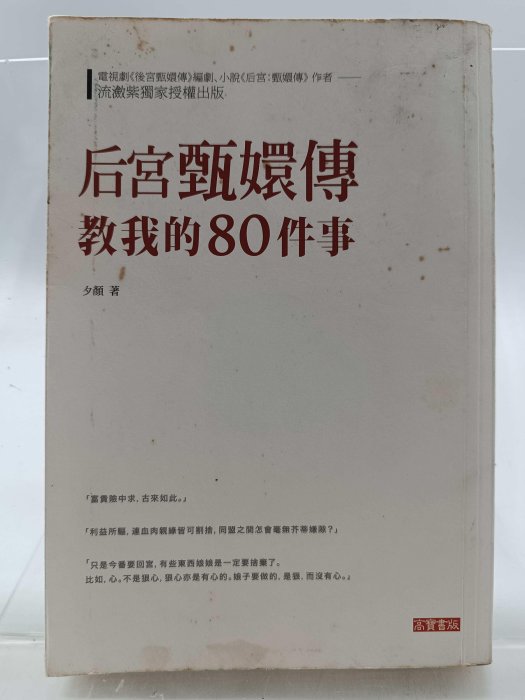 電視劇《後宮甄嬛傳》編劇、小說《后宮：甄嬛傳》作者——
流瀲紫獨家授權出版
后宮甄嬛傳
教我的80件事
夕顏 著
「富貴險中求，古來如此。」
「利益所驅，連血肉親緣皆可割捨，同盟之間怎會毫無芥蒂嫌隙？」
「只是今番要回宮，有些東西娘娘是一定要捨棄了。
比如，心。不是狠心，狠心亦是有心的。娘子要做的，是狠，而沒有心。」
高寶書版